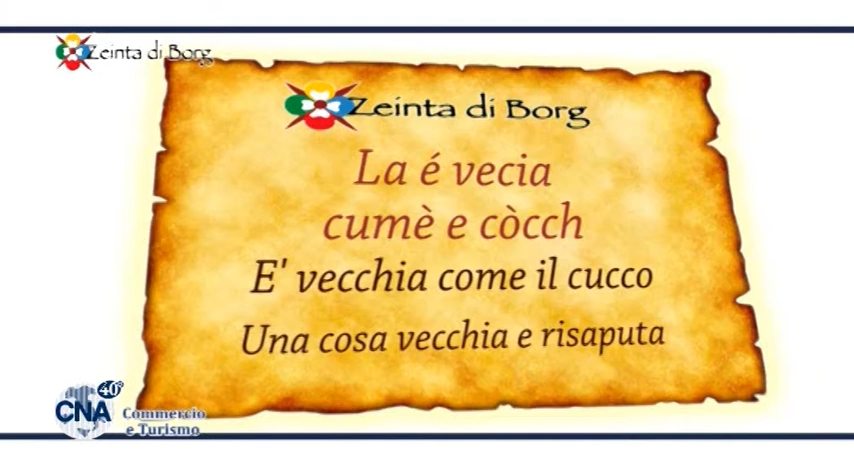 Zeinta di Borg
Zeinta di Borg
La é vecia
cumè e còcch
E' vecchia come il cucco
Una cosa vecchia e risaputa
40°
CNA
Commercio
e Turismo